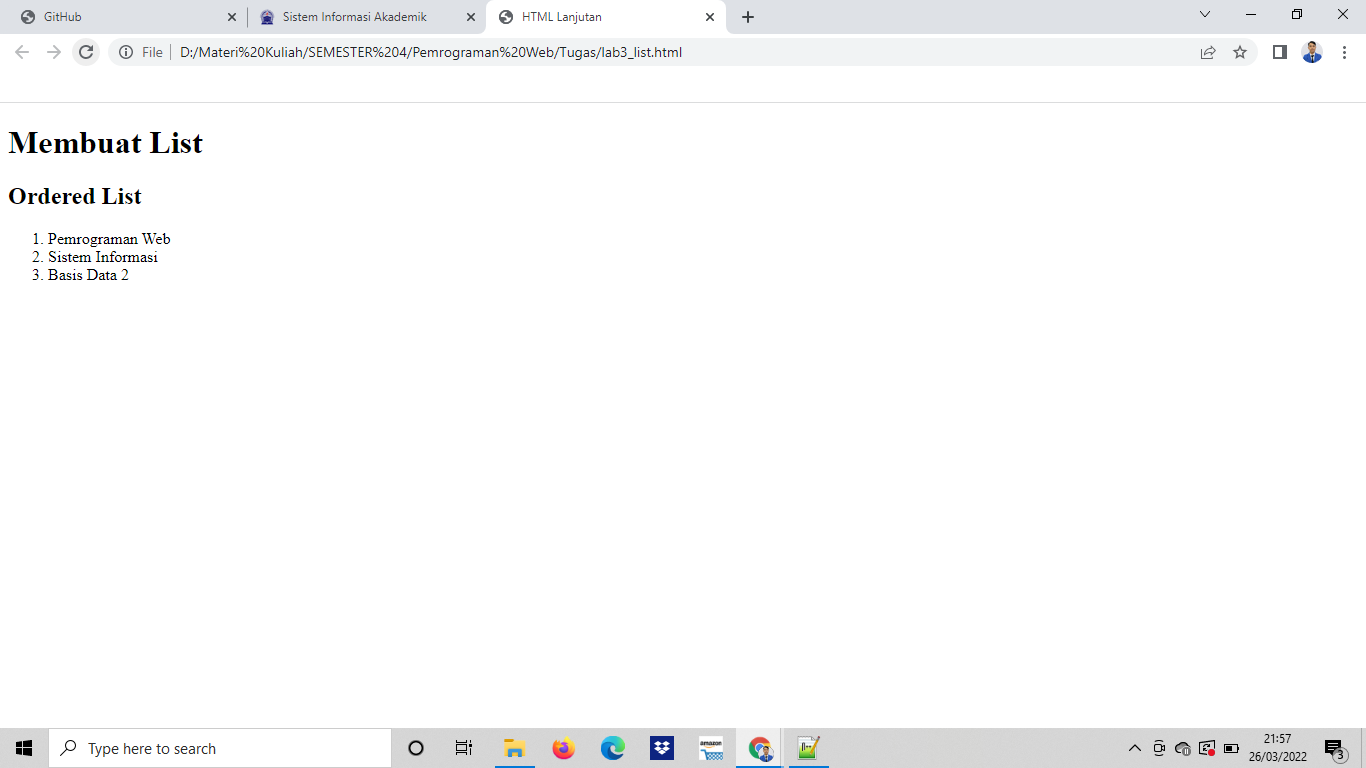 GitHub
Sistem Informasi Akademik
HTML Lanjutan
File
D:/Materi%20Kuliah/SEMESTER%204/Pemrograman%20Web/Tugas/lab3_list.html
Membuat List
Ordered List
1. Pemrograman Web
2. Sistem Informasi
3. Basis Data 2
Type here to search
amazon
21:57
26/03/2022
3